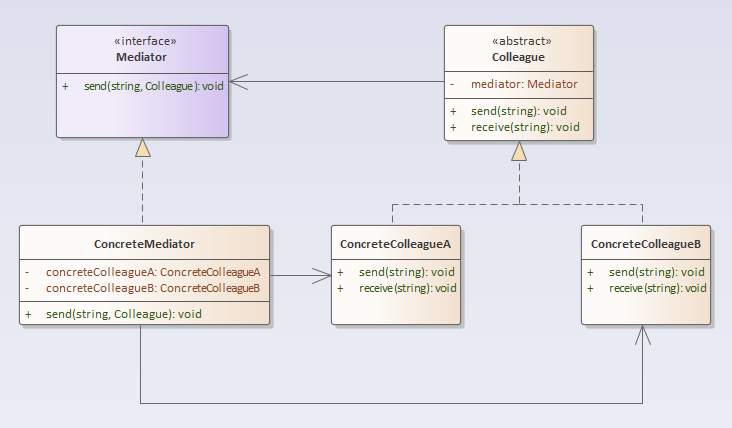 «interface»
Mediator
+ send(string, Colleague): void
«abstract»
Colleague
- mediator: Mediator
+ send(string): void
+ receive(string): void
ConcreteMediator
- concreteColleagueA: ConcreteColleagueA
- concreteColleagueB: ConcreteColleagueB
+ send(string, Colleague): void
ConcreteColleagueA
+ send(string): void
+ receive(string): void
ConcreteColleagueB
+ send(string): void
+ receive(string): void